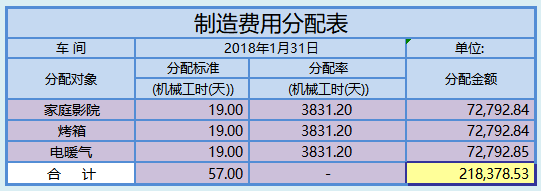 制造费用分配表
车 间 2018年1月31日 单位:
分配对象 分配标准 分配率 分配金额
(机械工时(天)) (机械工时(天))
家庭影院 19.00 3831.20 72,792.84
烤箱 19.00 3831.20 72,792.84
电暖气 19.00 3831.20 72,792.85
合 计 57.00 - 218,378.53